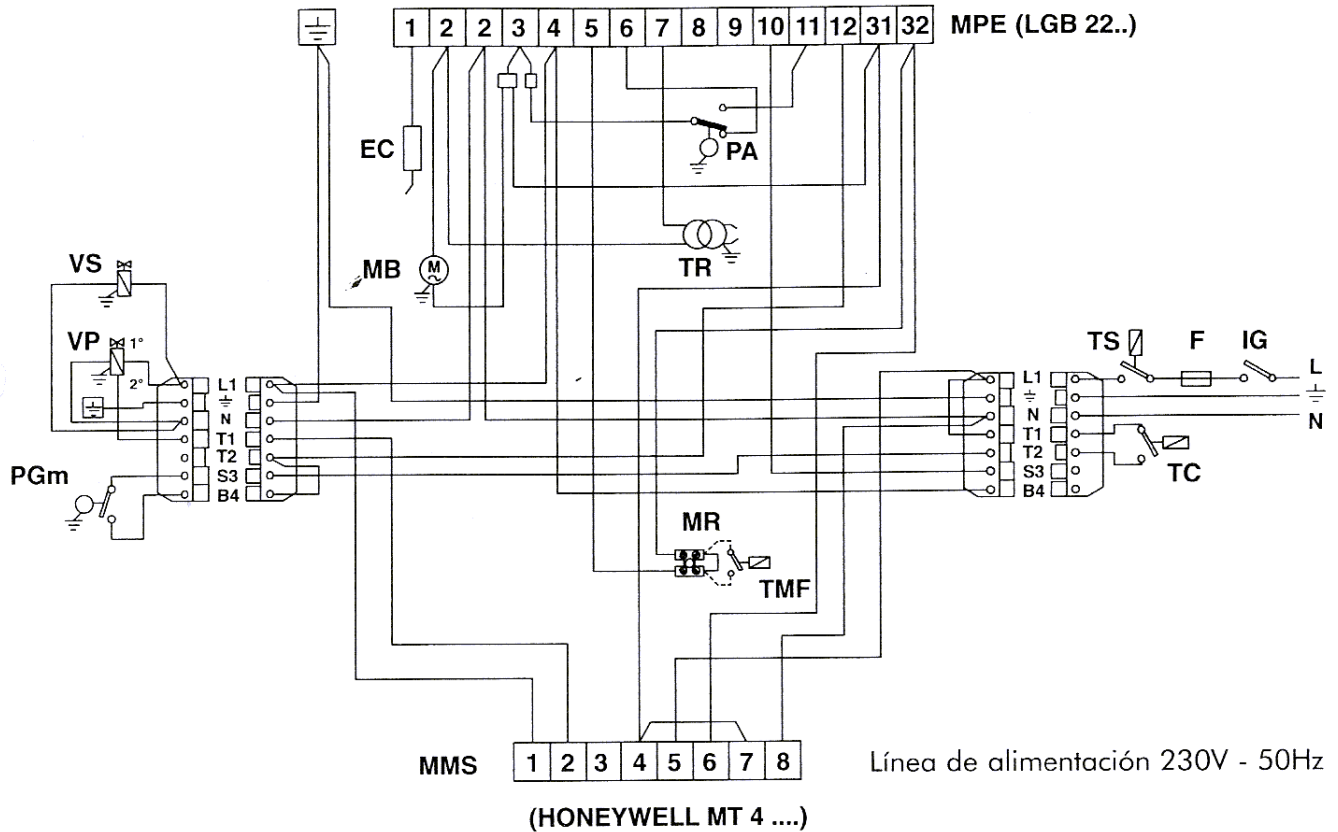 1 2 2 3 4 5 6 7 8 9 10 11 12 31 32 MPE (LGB 22..)
EC
PA
MB M
TR
VS
VP 1°
2°
L1
N
T1
T2
S3
B4
PGm
TS F IG
L
N
L1
N
T1
T2
S3
B4
TC
MR
TMF
MMS 1 2 3 4 5 6 7 8
Línea de alimentación 230V - 50Hz
(HONEYWELL MT 4 ....)